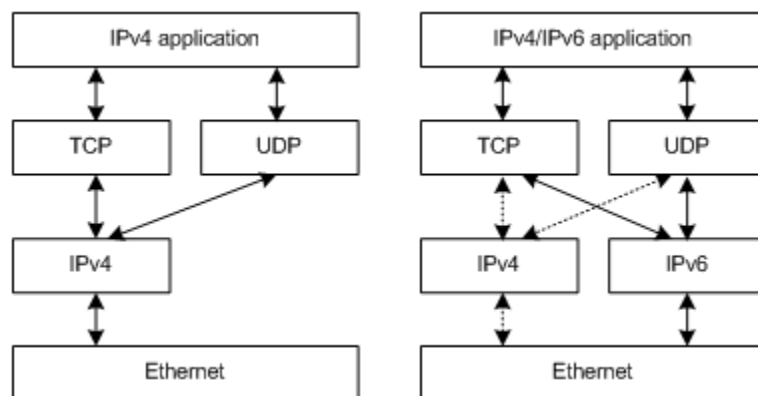 IPv4 application
TCP
UDP
IPv4
Ethernet
IPv4/IPv6 application
TCP
UDP
IPv4
IPv6
Ethernet